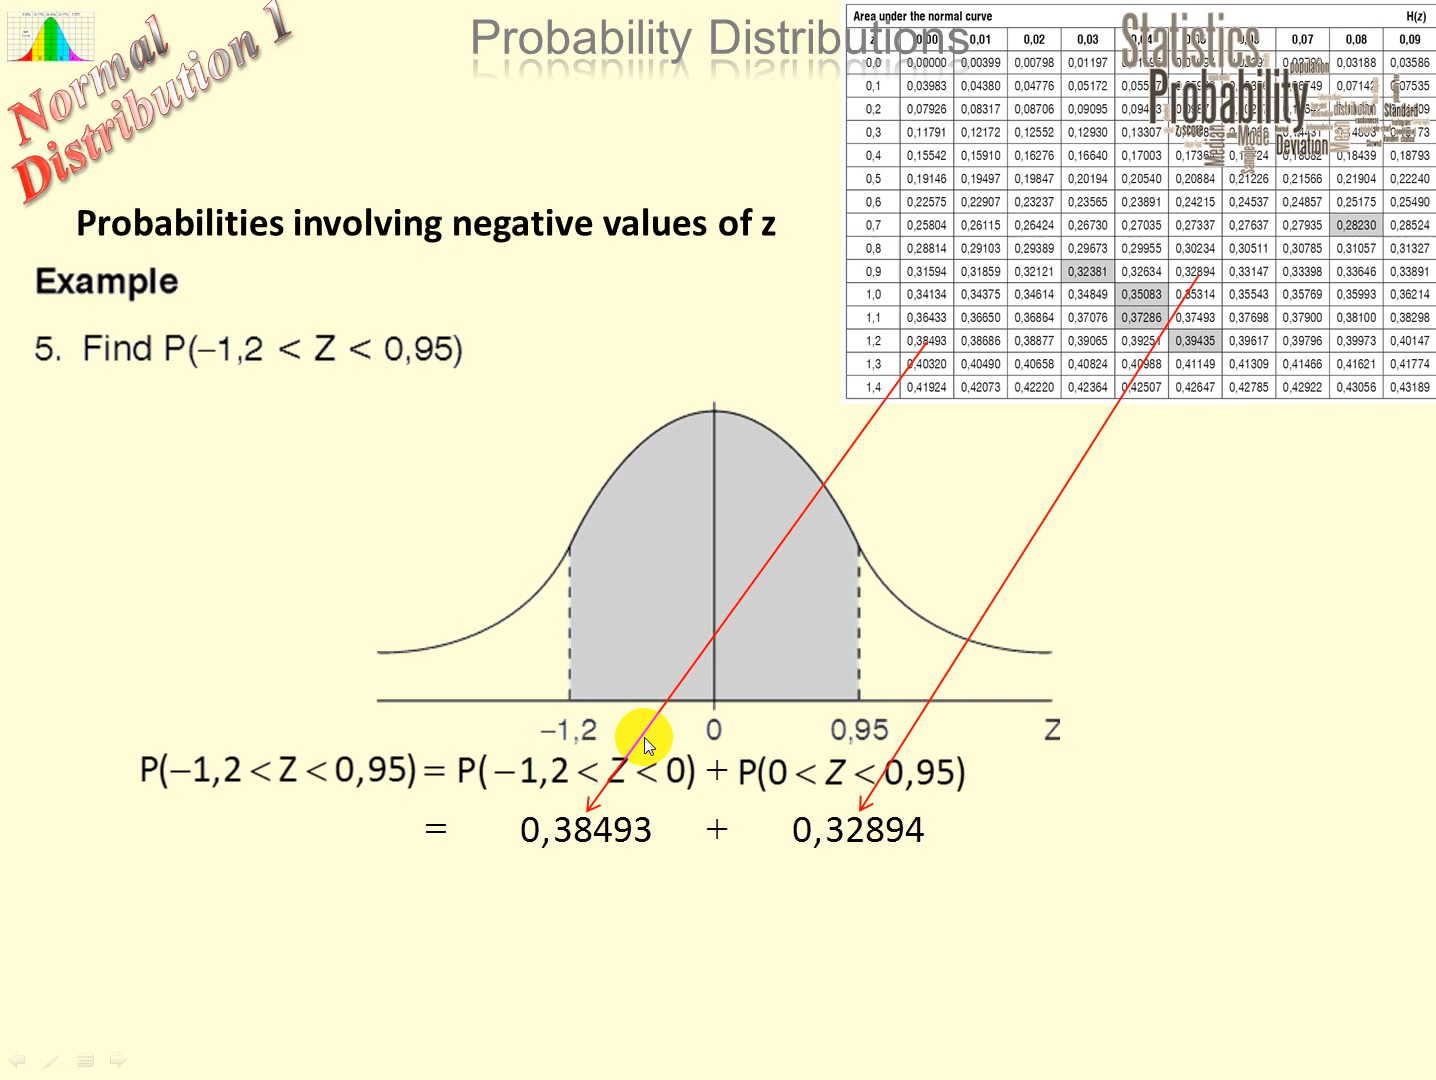 Normal
Distribution 1
Probability Distributions
Statistics
Probability
population
distribution
Standard
z score
Median
Mode
Mean
Sample
Deviation
Area under the normal curve H(z)
z 0,00 0,01 0,02 0,03 0,04 0,07 0,08 0,09
0,0 0,00000 0,00399 0,00798 0,01197 0,03188 0,03586
0,1 0,03983 0,04380 0,04776 0,05172
0,2 0,07926 0,08317 0,08706 0,09095
0,3 0,11791 0,12172 0,12552 0,12930 0,13307
0,4 0,15542 0,15910 0,16276 0,16640 0,17003 0,18439 0,18793
0,5 0,19146 0,19497 0,19847 0,20194 0,20540 0,20884 0,21226 0,21566 0,21904 0,22240
0,6 0,22575 0,22907 0,23237 0,23565 0,23891 0,24215 0,24537 0,24857 0,25175 0,25490
0,7 0,25804 0,26115 0,26424 0,26730 0,27035 0,27337 0,27637 0,27935 0,28230 0,28524
0,8 0,28814 0,29103 0,29389 0,29673 0,29955 0,30234 0,30511 0,30785 0,31057 0,31327
0,9 0,31594 0,31859 0,32121 0,32381 0,32634 0,32894 0,33147 0,33398 0,33646 0,33891
1,0 0,34134 0,34375 0,34614 0,34849 0,35083 0,35314 0,35543 0,35769 0,35993 0,36214
1,1 0,36433 0,36650 0,36864 0,37076 0,37286 0,37493 0,37698 0,37900 0,38100 0,38298
1,2 0,38493 0,38686 0,38877 0,39065 0,39251 0,39435 0,39617 0,39796 0,39973 0,40147
1,3 0,40320 0,40490 0,40658 0,40824 0,40988 0,41149 0,41309 0,41466 0,41621 0,41774
1,4 0,41924 0,42073 0,42220 0,42364 0,42507 0,42647 0,42785 0,42922 0,43056 0,43189
Probabilities involving negative values of z
Example
5. Find P(−1,2 < Z < 0,95)
−1,2 0 0,95 Z
P(−1,2 < Z < 0,95) = P(−1,2 < Z < 0) + P(0 < Z < 0,95)
= 0,38493 + 0,32894